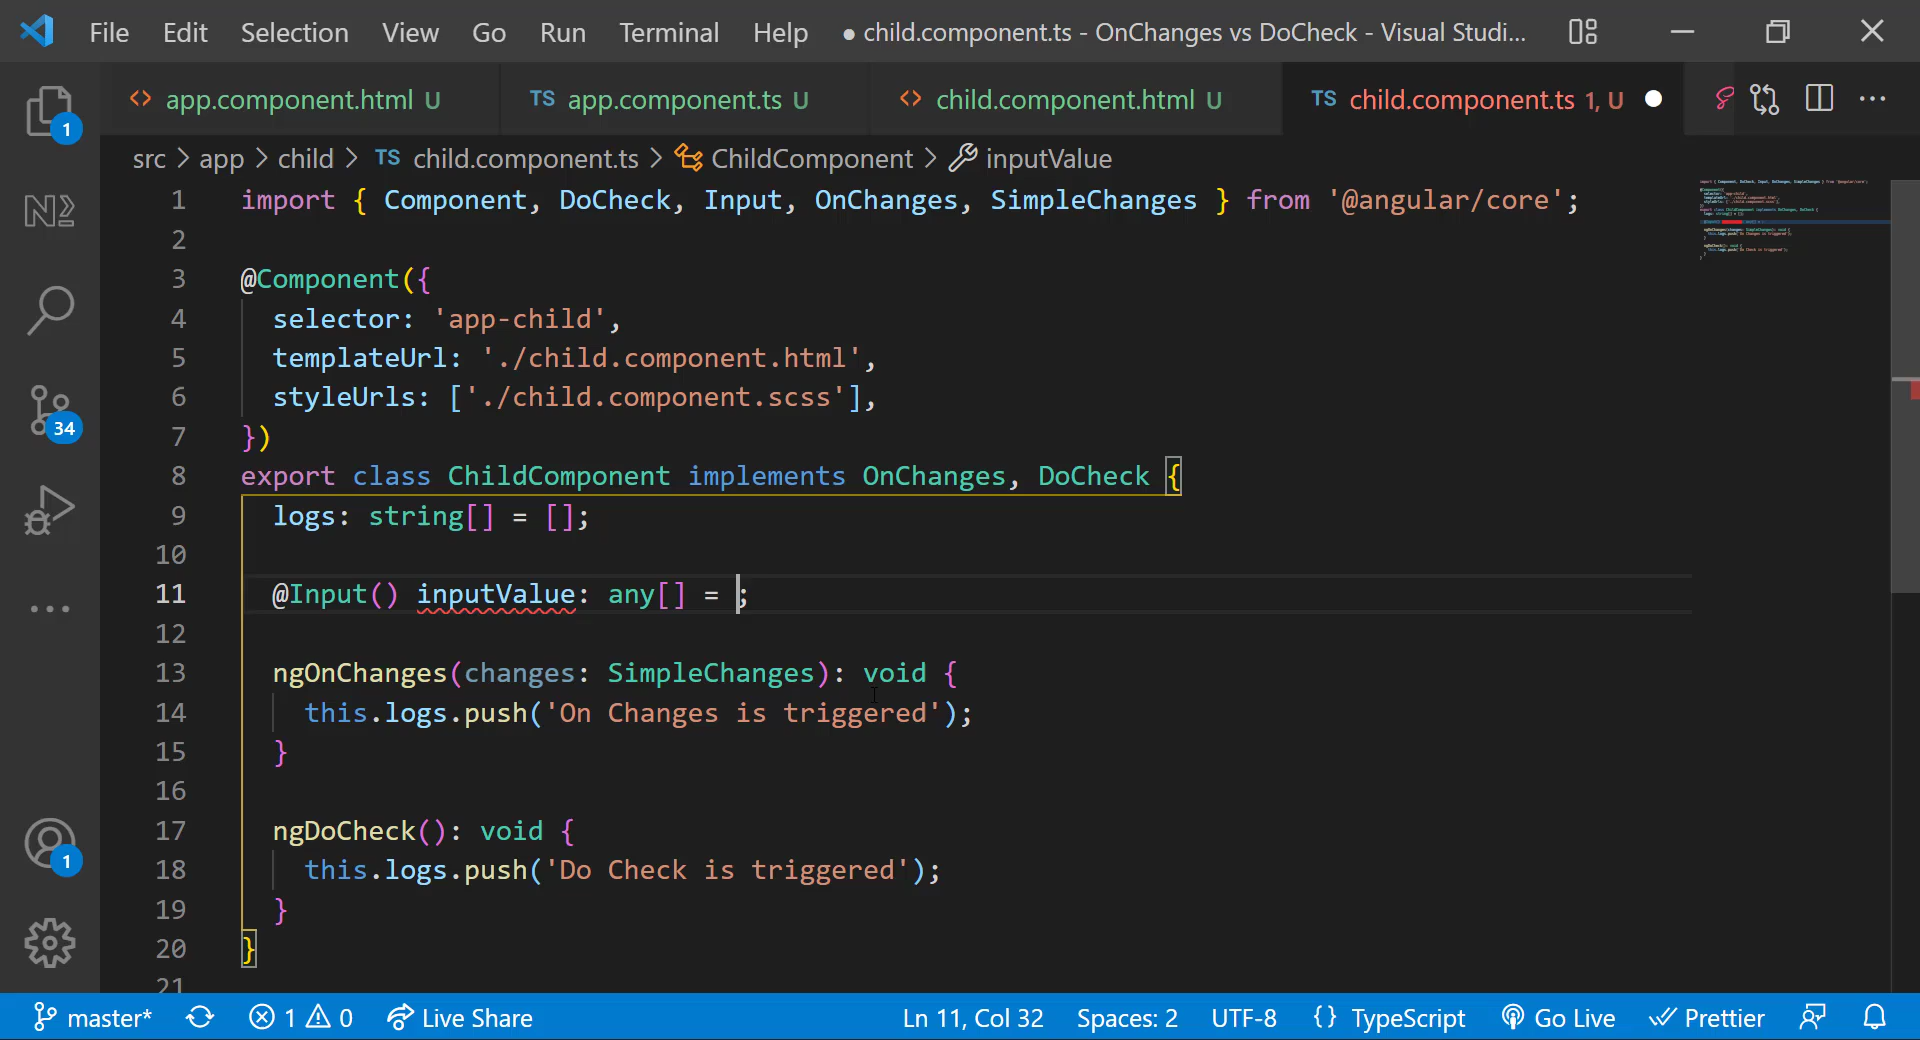 File Edit Selection View Go Run Terminal Help ● child.component.ts - OnChanges vs DoCheck - Visual Studi...
app.component.html U TS app.component.ts U child.component.html U TS child.component.ts 1, U
1
src > app > child > TS child.component.ts > ChildComponent > inputValue
1 import { Component, DoCheck, Input, OnChanges, SimpleChanges } from '@angular/core';
2
3 @Component({
4 selector: 'app-child',
5 templateUrl: './child.component.html',
6 styleUrls: ['./child.component.scss'],
7 })
34
8 export class ChildComponent implements OnChanges, DoCheck {
9 logs: string[] = [];
10
11 @Input() inputValue: any[] = ;
12
13 ngOnChanges(changes: SimpleChanges): void {
14 this.logs.push('On Changes is triggered');
15 }
16
17 ngDoCheck(): void {
1
18 this.logs.push('Do Check is triggered');
19 }
20 }
21
master* 1 0 Live Share Ln 11, Col 32 Spaces: 2 UTF-8 {} TypeScript Go Live Prettier